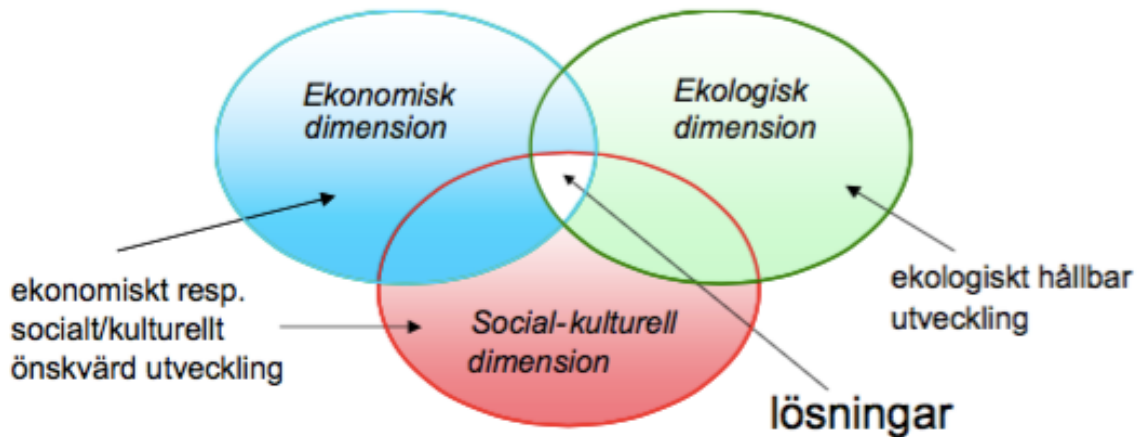 Ekonomisk
dimension
Ekologisk
dimension
ekonomiskt resp.
socialt/kulturellt
önskvärd utveckling
Social-kulturell
dimension
ekologiskt hållbar
utveckling
lösningar